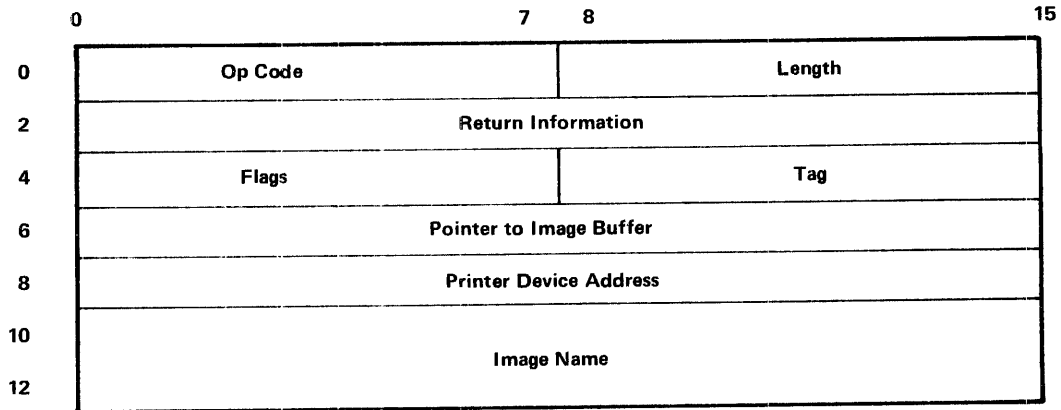 0 7 8 15
0 Op Code Length
2 Return Information
4 Flags Tag
6 Pointer to Image Buffer
8 Printer Device Address
10
Image Name
12